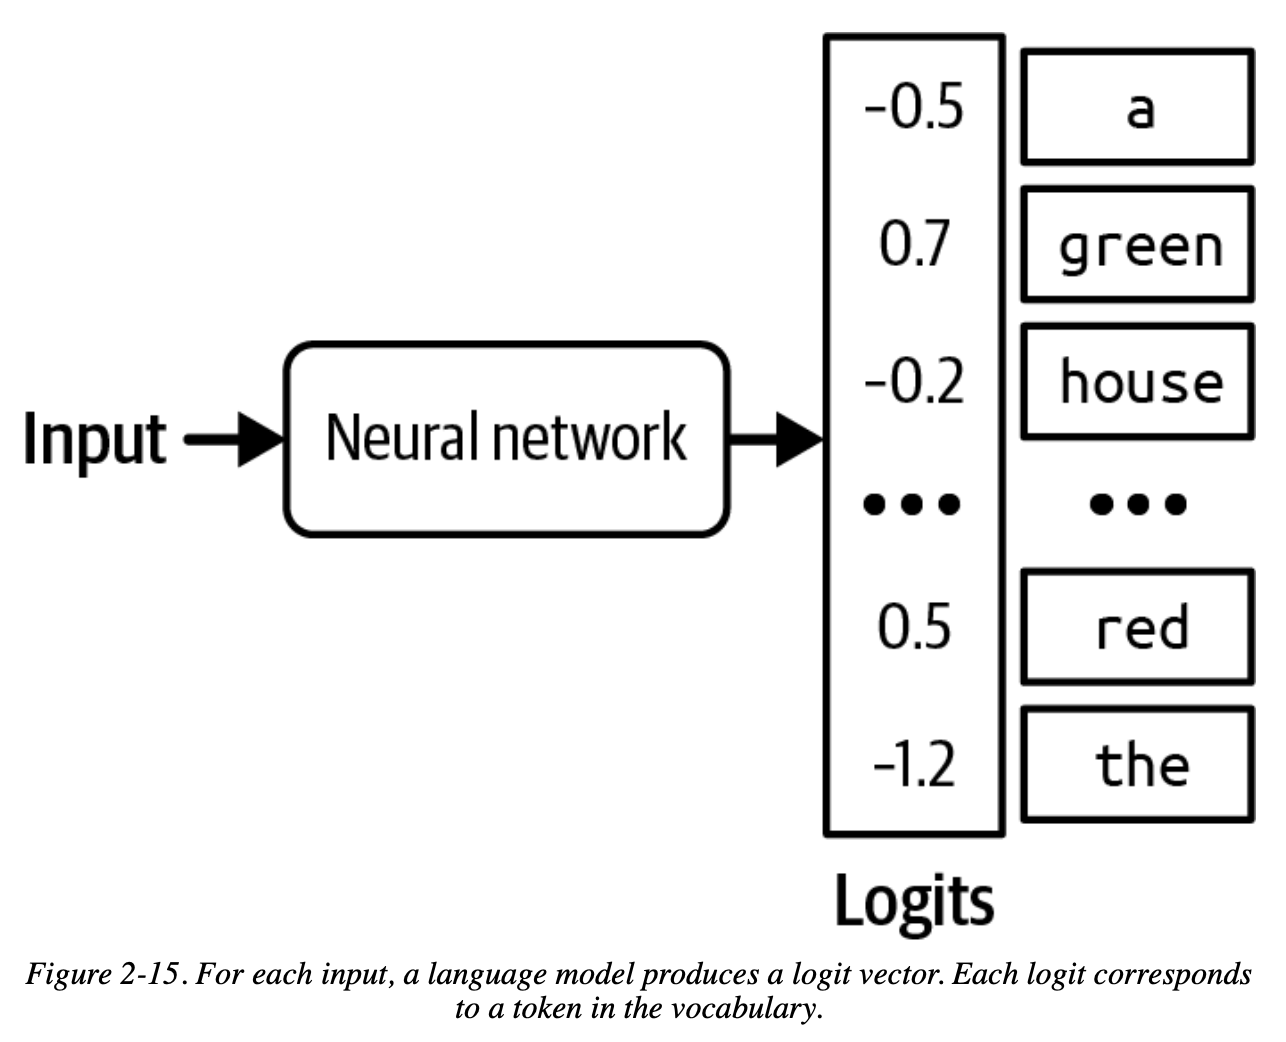 -0.5 a
0.7 green
-0.2 house
Input Neural network
••• •••
0.5 red
-1.2 the
Logits
Figure 2-15. For each input, a language model produces a logit vector. Each logit corresponds
to a token in the vocabulary.